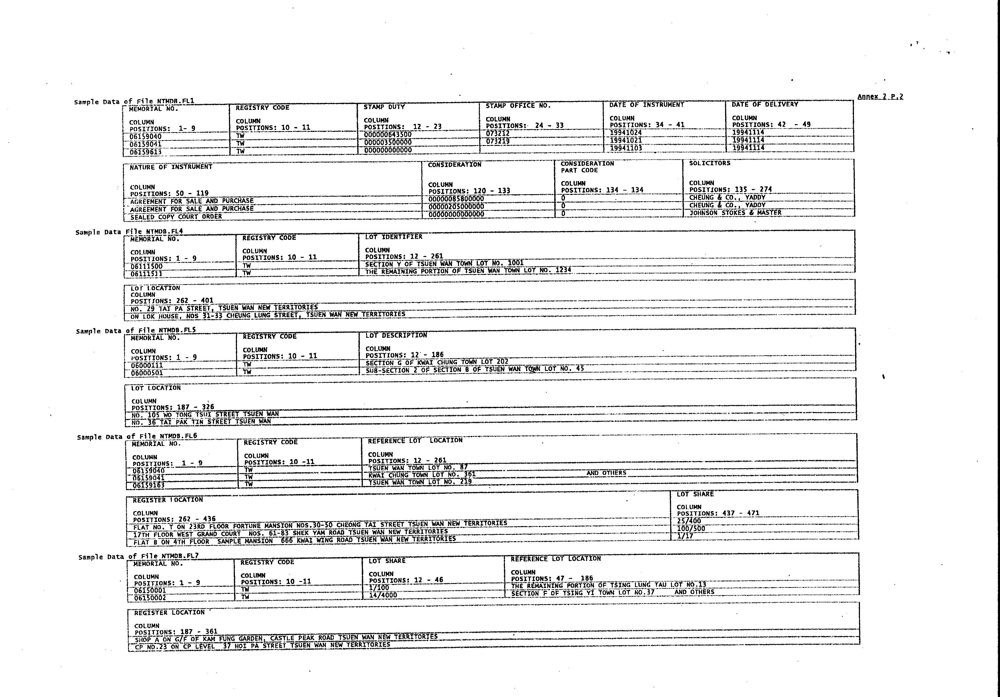 Annex 2 P.2
Sample Data of File NTMDB.FL1
MEMORIAL NO. REGISTRY CODE STAMP DUTY STAMP OFFICE NO. DATE OF INSTRUMENT DATE OF DELIVERY
COLUMN COLUMN COLUMN COLUMN COLUMN COLUMN
POSITIONS: 1- 9 POSITIONS: 10 - 11 POSITIONS: 12 - 23 POSITIONS: 24 - 33 POSITIONS: 34 - 41 POSITIONS: 42 - 49
06159040 TW 000000643500 073212 19941024 19941114
06159041 TW 000003500000 073219 19941021 19941114
06159613 TW 000000000000 19941103 19941114
NATURE OF INSTRUMENT CONSIDERATION CONSIDERATION SOLICITORS
PART CODE
COLUMN COLUMN COLUMN COLUMN
POSITIONS: 50 - 119 POSITIONS: 120 - 133 POSITIONS: 134 - 134 POSITIONS: 135 - 274
AGREEMENT FOR SALE AND PURCHASE 00000085800000 0 CHEUNG & CO., YADDY
AGREEMENT FOR SALE AND PURCHASE 00000205000000 0 CHEUNG & CO., YADDY
SEALED COPY COURT ORDER 00000000000000 0 JOHNSON STOKES & MASTER
Sample Data File NTMDB.FL4
MEMORIAL NO. REGISTRY CODE LOT IDENTIFIER
COLUMN COLUMN COLUMN
POSITIONS: 1 - 9 POSITIONS: 10 - 11 POSITIONS: 12 - 261
06111500 TW SECTION Y OF TSUEN WAN TOWN LOT NO. 1001
06111511 TW THE REMAINING PORTION OF TSUEN WAN TOWN LOT NO. 1234
LOT LOCATION
COLUMN
POSITIONS: 262 - 401
NO. 29 TAI PA STREET, TSUEN WAN NEW TERRITORIES
ON LOK HOUSE, NOS 31-33 CHEUNG LUNG STREET, TSUEN WAN NEW TERRITORIES
Sample Data of File NTMDB.FL5
MEMORIAL NO. REGISTRY CODE LOT DESCRIPTION
COLUMN COLUMN COLUMN
POSITIONS: 1 - 9 POSITIONS: 10 - 11 POSITIONS: 12 - 186
06000111 TW SECTION G OF KWAI CHUNG TOWN LOT 202
06000501 TW SUB-SECTION 2 OF SECTION B OF TSUEN WAN TOWN LOT NO. 45
LOT LOCATION
COLUMN
POSITIONS: 187 - 326
NO. 105 WO TONG TSUI STREET TSUEN WAN
NO. 36 TAI PAK TIN STREET TSUEN WAN
Sample Data of File NTMDB.FL6
MEMORIAL NO. REGISTRY CODE REFERENCE LOT LOCATION
COLUMN COLUMN COLUMN
POSITIONS: 1 - 9 POSITIONS: 10 -11 POSITIONS: 12 - 261
06159040 TW TSUEN WAN TOWN LOT NO. 87
06159041 TW KWAI CHUNG TOWN LOT NO. 361 AND OTHERS
06159163 TW TSUEN WAN TOWN LOT NO. 219
REGISTER LOCATION LOT SHARE
COLUMN COLUMN
POSITIONS: 262 - 436 POSITIONS: 437 - 471
FLAT NO. T ON 23RD FLOOR FORTUNE MANSION NOS.30-50 CHEONG TAI STREET TSUEN WAN NEW TERRITORIES 25/400
17TH FLOOR WEST GRAND COURT NOS. 61-83 SHEK YAM ROAD TSUEN WAN NEW TERRITORIES 100/500
FLAT B ON 4TH FLOOR SAMPLE MANSION 666 KWAI WING ROAD TSUEN WAN NEW TERRITORIES 1/17
Sample Data of File NTMDB.FL7
MEMORIAL NO. REGISTRY CODE LOT SHARE REFERENCE LOT LOCATION
COLUMN COLUMN COLUMN COLUMN
POSITIONS: 1 - 9 POSITIONS: 10 -11 POSITIONS: 12 - 46 POSITIONS: 47 - 186
06150001 TW 1/100 THE REMAINING PORTION OF TSING LUNG TAU LOT NO.13
06150002 TW 14/4000 SECTION F OF TSING YI TOWN LOT NO.37 AND OTHERS
REGISTER LOCATION
COLUMN
POSITIONS: 187 - 361
SHOP A ON G/F OF KAM FUNG GARDEN, CASTLE PEAK ROAD TSUEN WAN NEW TERRITORIES
CP NO.23 ON CP LEVEL 37 HOI PA STREET TSUEN WAN NEW TERRITORIES